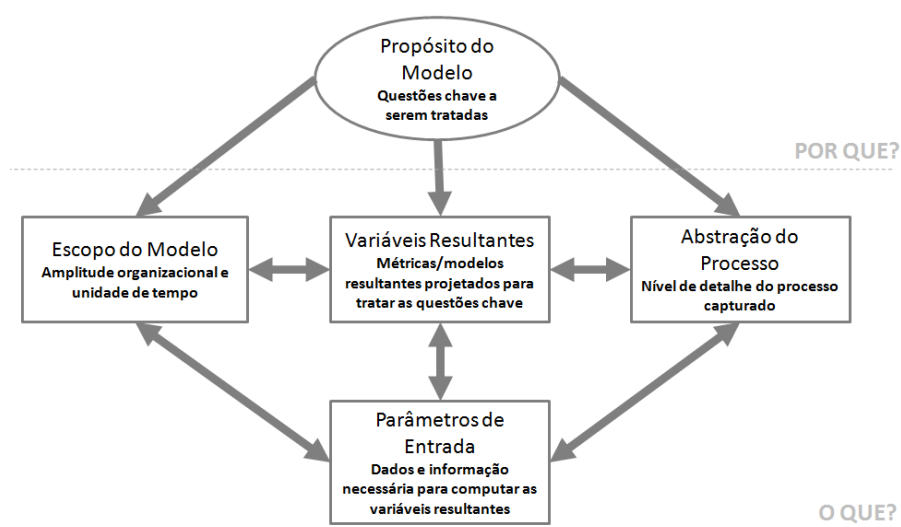 Propósito do
Modelo
Questões chave a
serem tratadas
POR QUE?
Escopo do Modelo
Amplitude organizacional e
unidade de tempo
Variáveis Resultantes
Métricas/modelos
resultantes projetados para
tratar as questões chave
Abstração do
Processo
Nível de detalhe do processo
capturado
Parâmetros de
Entrada
Dados e informação
necessária para computar as
variáveis resultantes
O QUE?